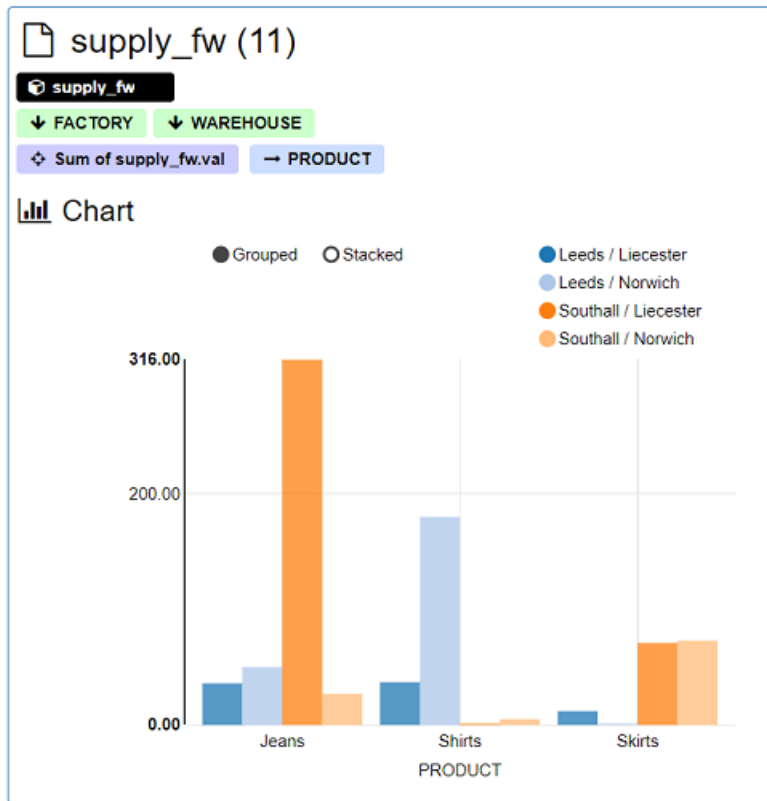 supply_fw (11)
supply_fw
FACTORY WAREHOUSE
Sum of supply_fw.val PRODUCT
Chart
Grouped Stacked
Leeds / Liecester
Leeds / Norwich
Southall / Liecester
Southall / Norwich
316.00
200.00
0.00
Jeans Shirts Skirts
PRODUCT